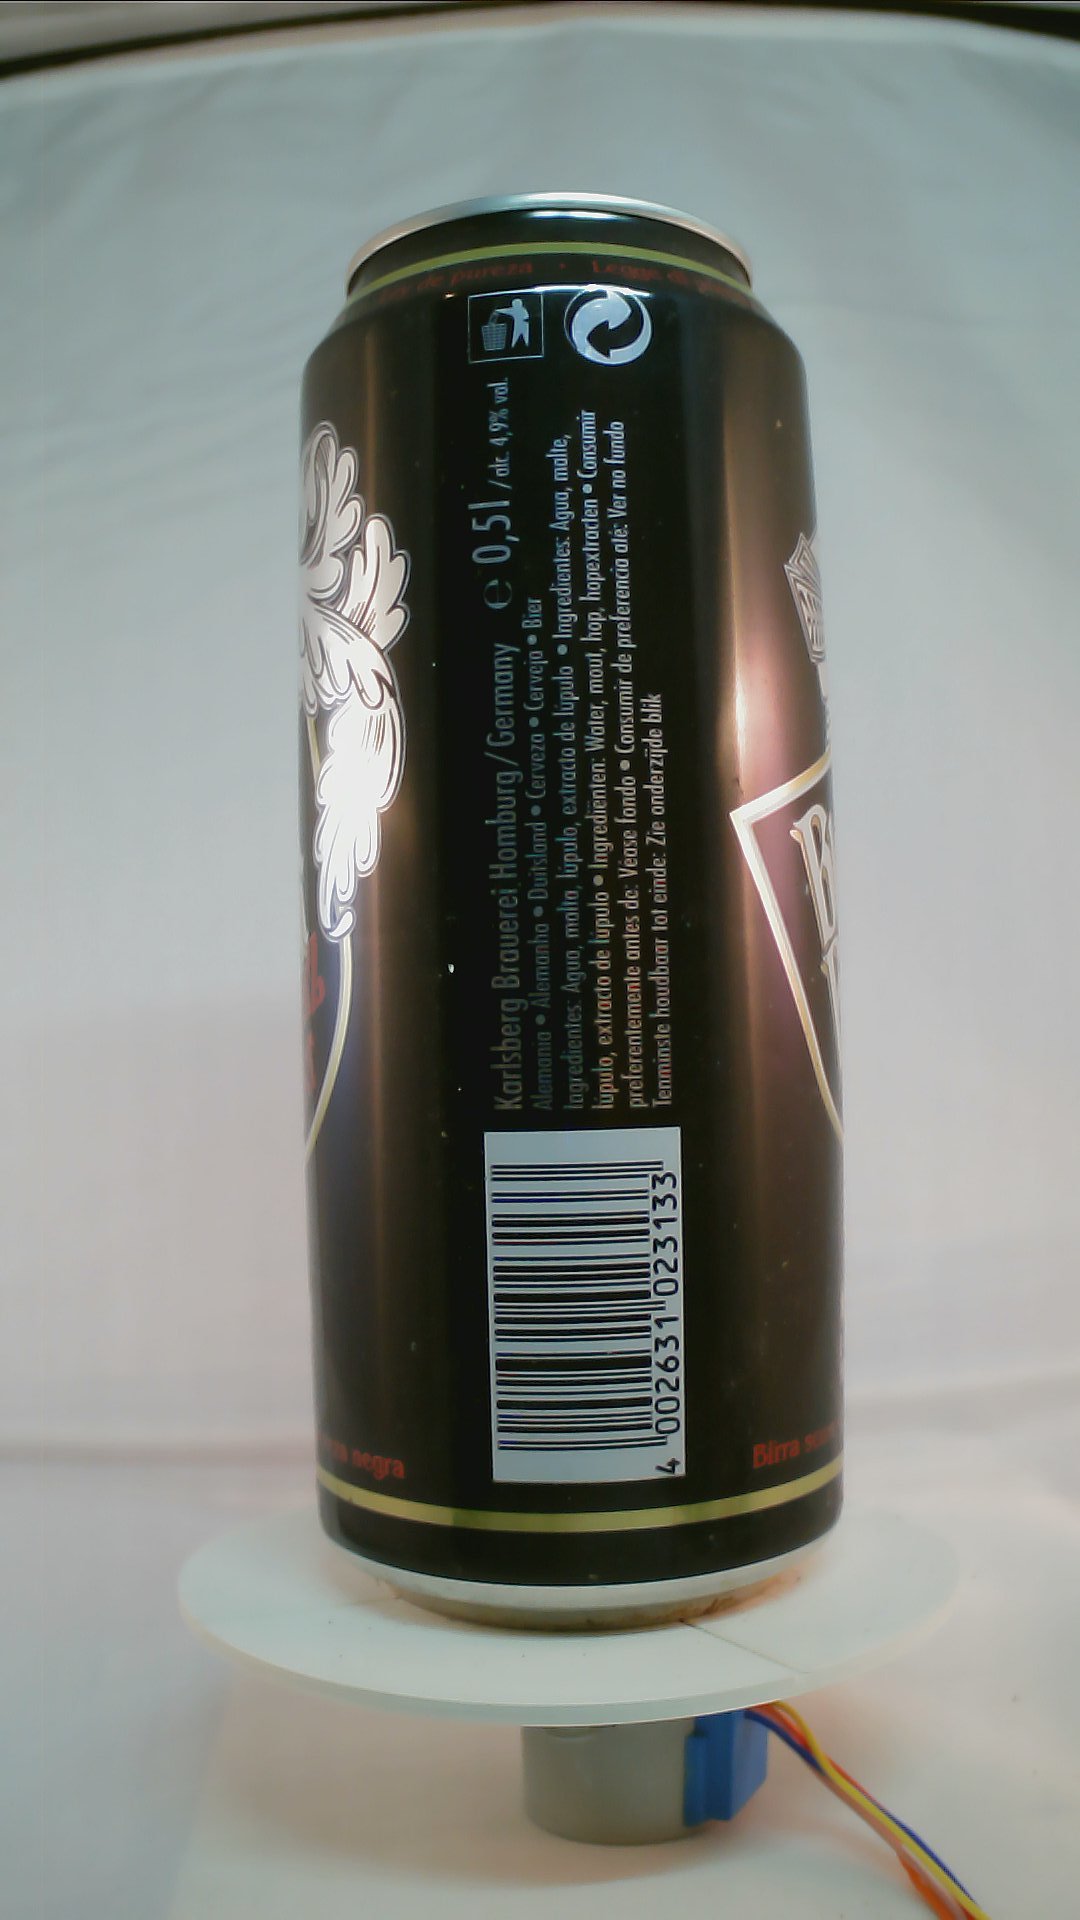 de pureza • Legge di
Karlsberg Brauerei Homburg/Germany e 0,5 l / alc. 4,9% vol.
Alemania • Alemanha • Duitsland • Cerveza • Cerveja • Bier
Ingredientes: Agua, malta, lúpulo, extracto de lúpulo • Ingredientes: Agua, malte,
lúpulo, extracto de lúpulo • Ingrediënten: Water, mout, hop, hopextracten • Consumir
preferentemente antes de: Véase fondo • Consumir de preferencia até: Ver no fundo
Tenminste houdbaar tot einde: Zie onderzijde blik
4 002631 023133
negra
Birra